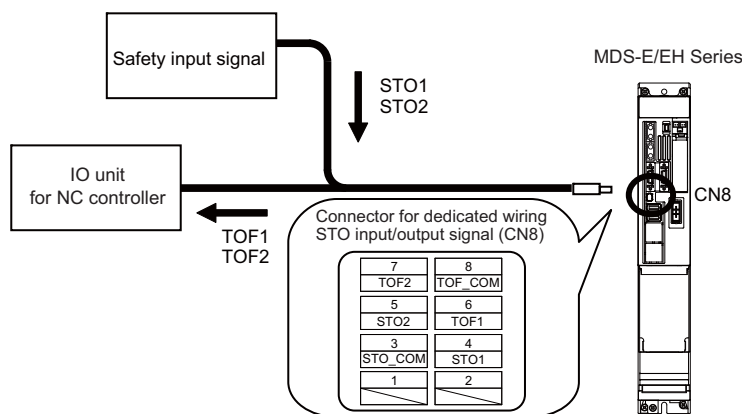 Safety input signal
MDS-E/EH Series
STO1
STO2
IO unit
for NC controller
CN8
TOF1
TOF2
Connector for dedicated wiring
STO input/output signal (CN8)
7 8
TOF2 TOF_COM
5 6
STO2 TOF1
3 4
STO_COM STO1
1 2